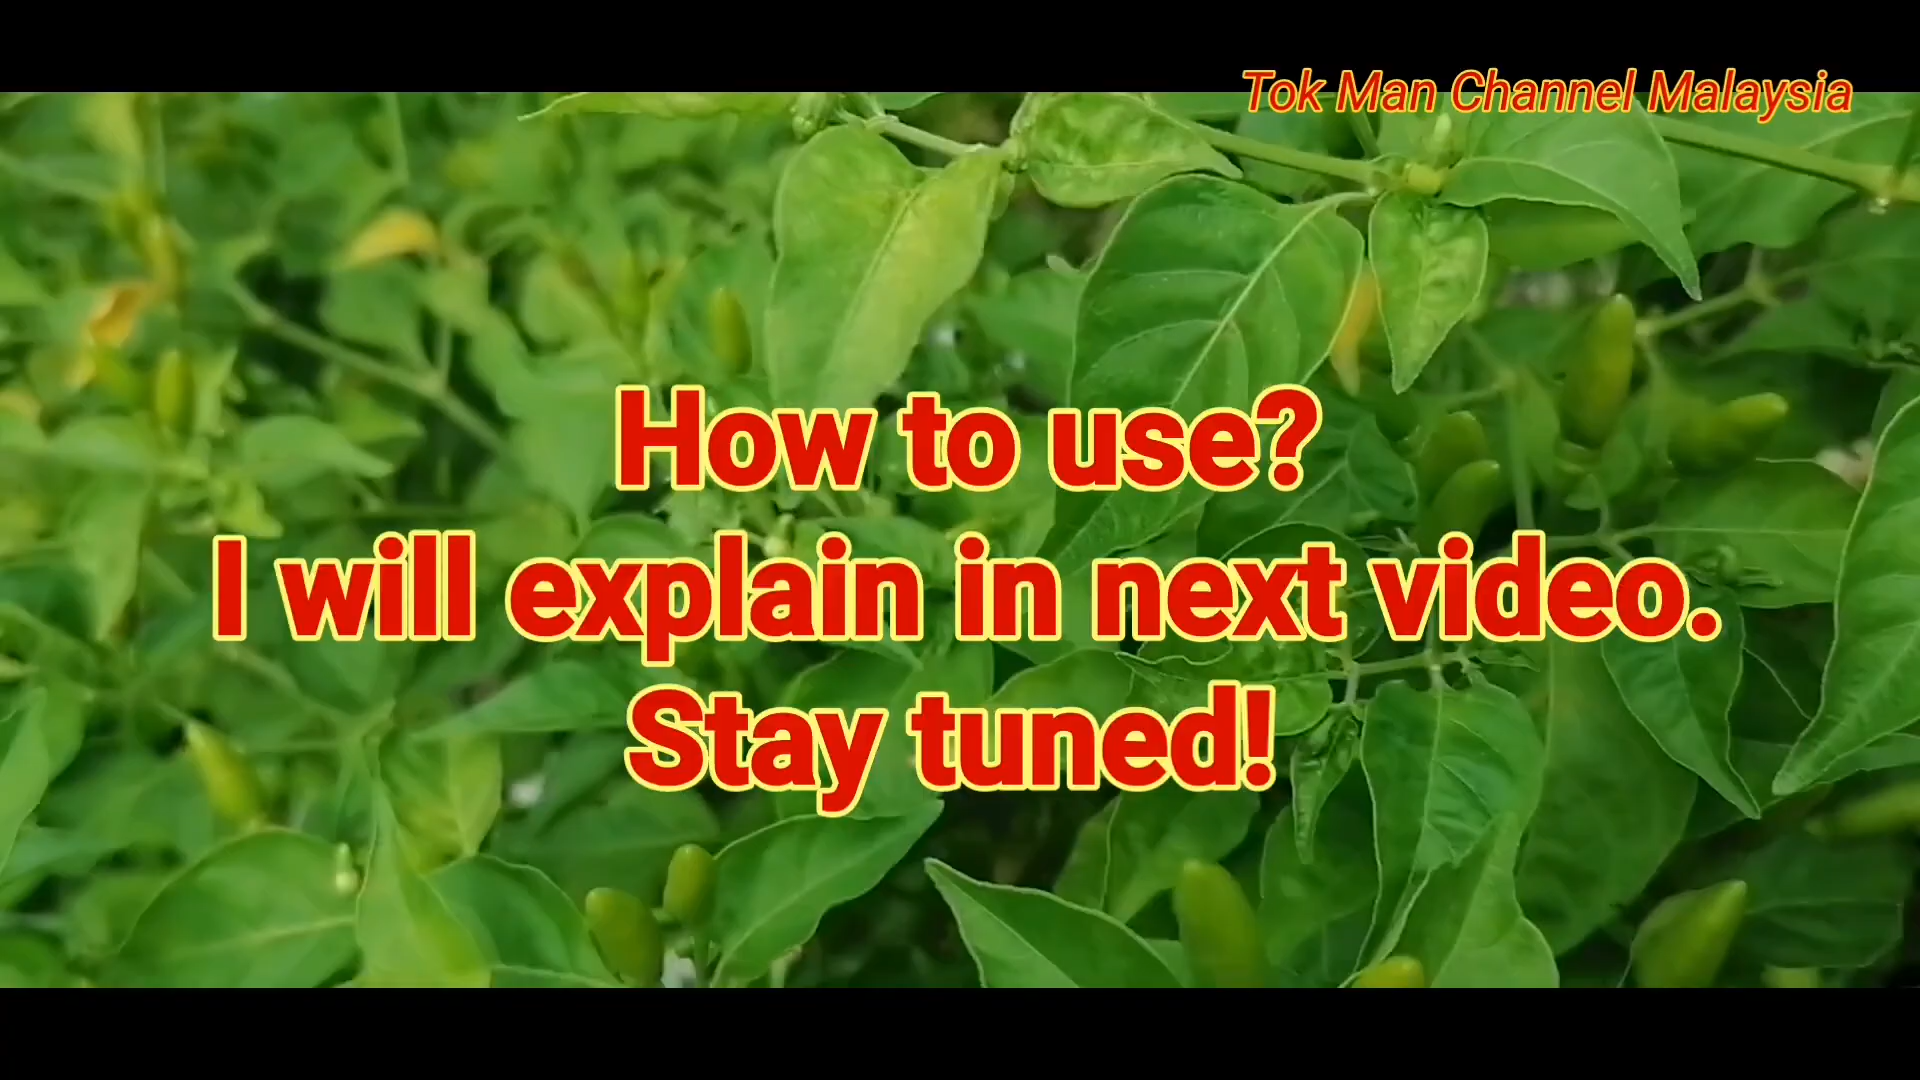 Tok Man Channel Malaysia
How to use?
I will explain in next video.
Stay tuned!